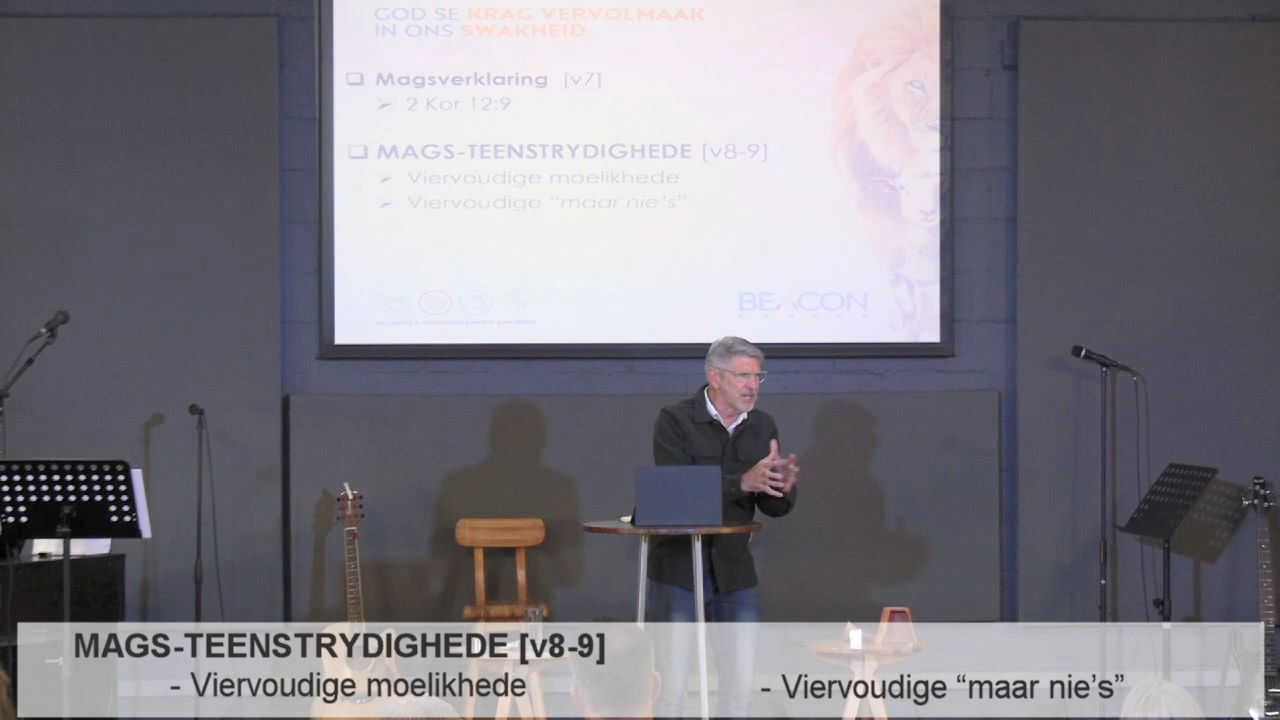 GOD SE KRAG VERVOLMAAK
IN ONS SWAKHEID
Magsverklaring [v7]
2 Kor 12:9
MAGS-TEENSTRYDIGHEDE [v8-9]
Viervoudige moelikhede
Viervoudige “maar nie’s”
BEACON
MAGS-TEENSTRYDIGHEDE [v8-9]
- Viervoudige moelikhede
- Viervoudige “maar nie’s”